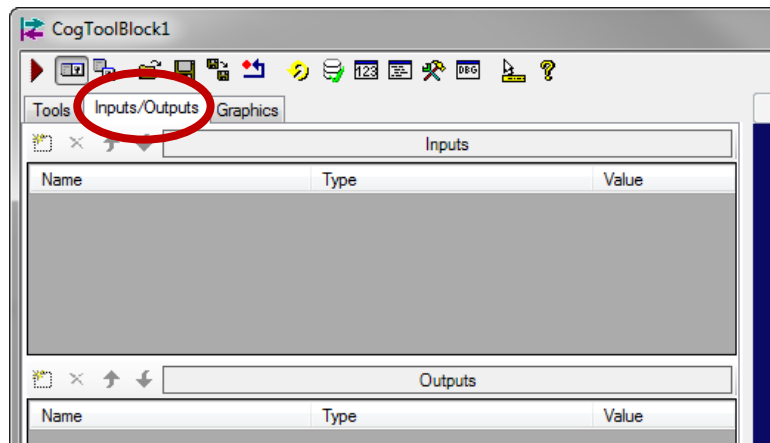 CogToolBlock1
123 DBG ?
Tools Inputs/Outputs Graphics
Inputs
Name Type Value
Outputs
Name Type Value